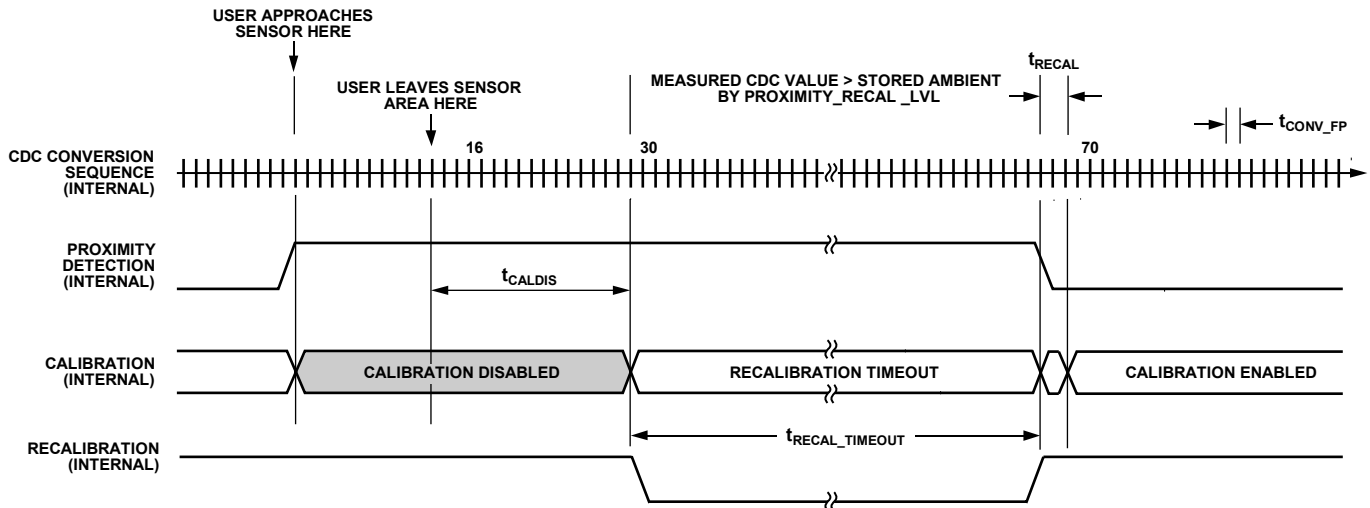 USER APPROACHES
SENSOR HERE
USER LEAVES SENSOR
AREA HERE
MEASURED CDC VALUE > STORED AMBIENT
BY PROXIMITY_RECAL _LVL
tRECAL
tCONV_FP
CDC CONVERSION
SEQUENCE
(INTERNAL)
16
30
70
PROXIMITY
DETECTION
(INTERNAL)
tCALDIS
CALIBRATION
(INTERNAL)
CALIBRATION DISABLED
RECALIBRATION TIMEOUT
CALIBRATION ENABLED
RECALIBRATION
(INTERNAL)
tRECAL_TIMEOUT